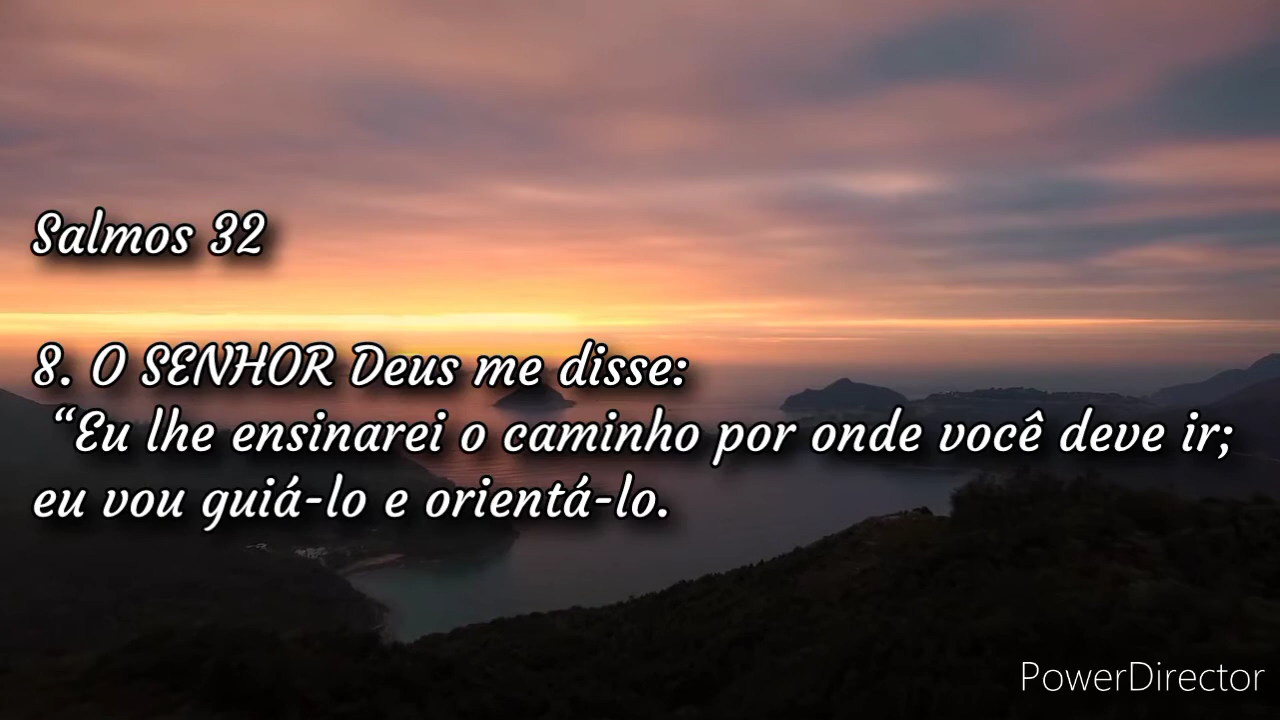 Salmos 32
8. O SENHOR Deus me disse:
“Eu lhe ensinarei o caminho por onde você deve ir;
eu vou guiá-lo e orientá-lo.
PowerDirector